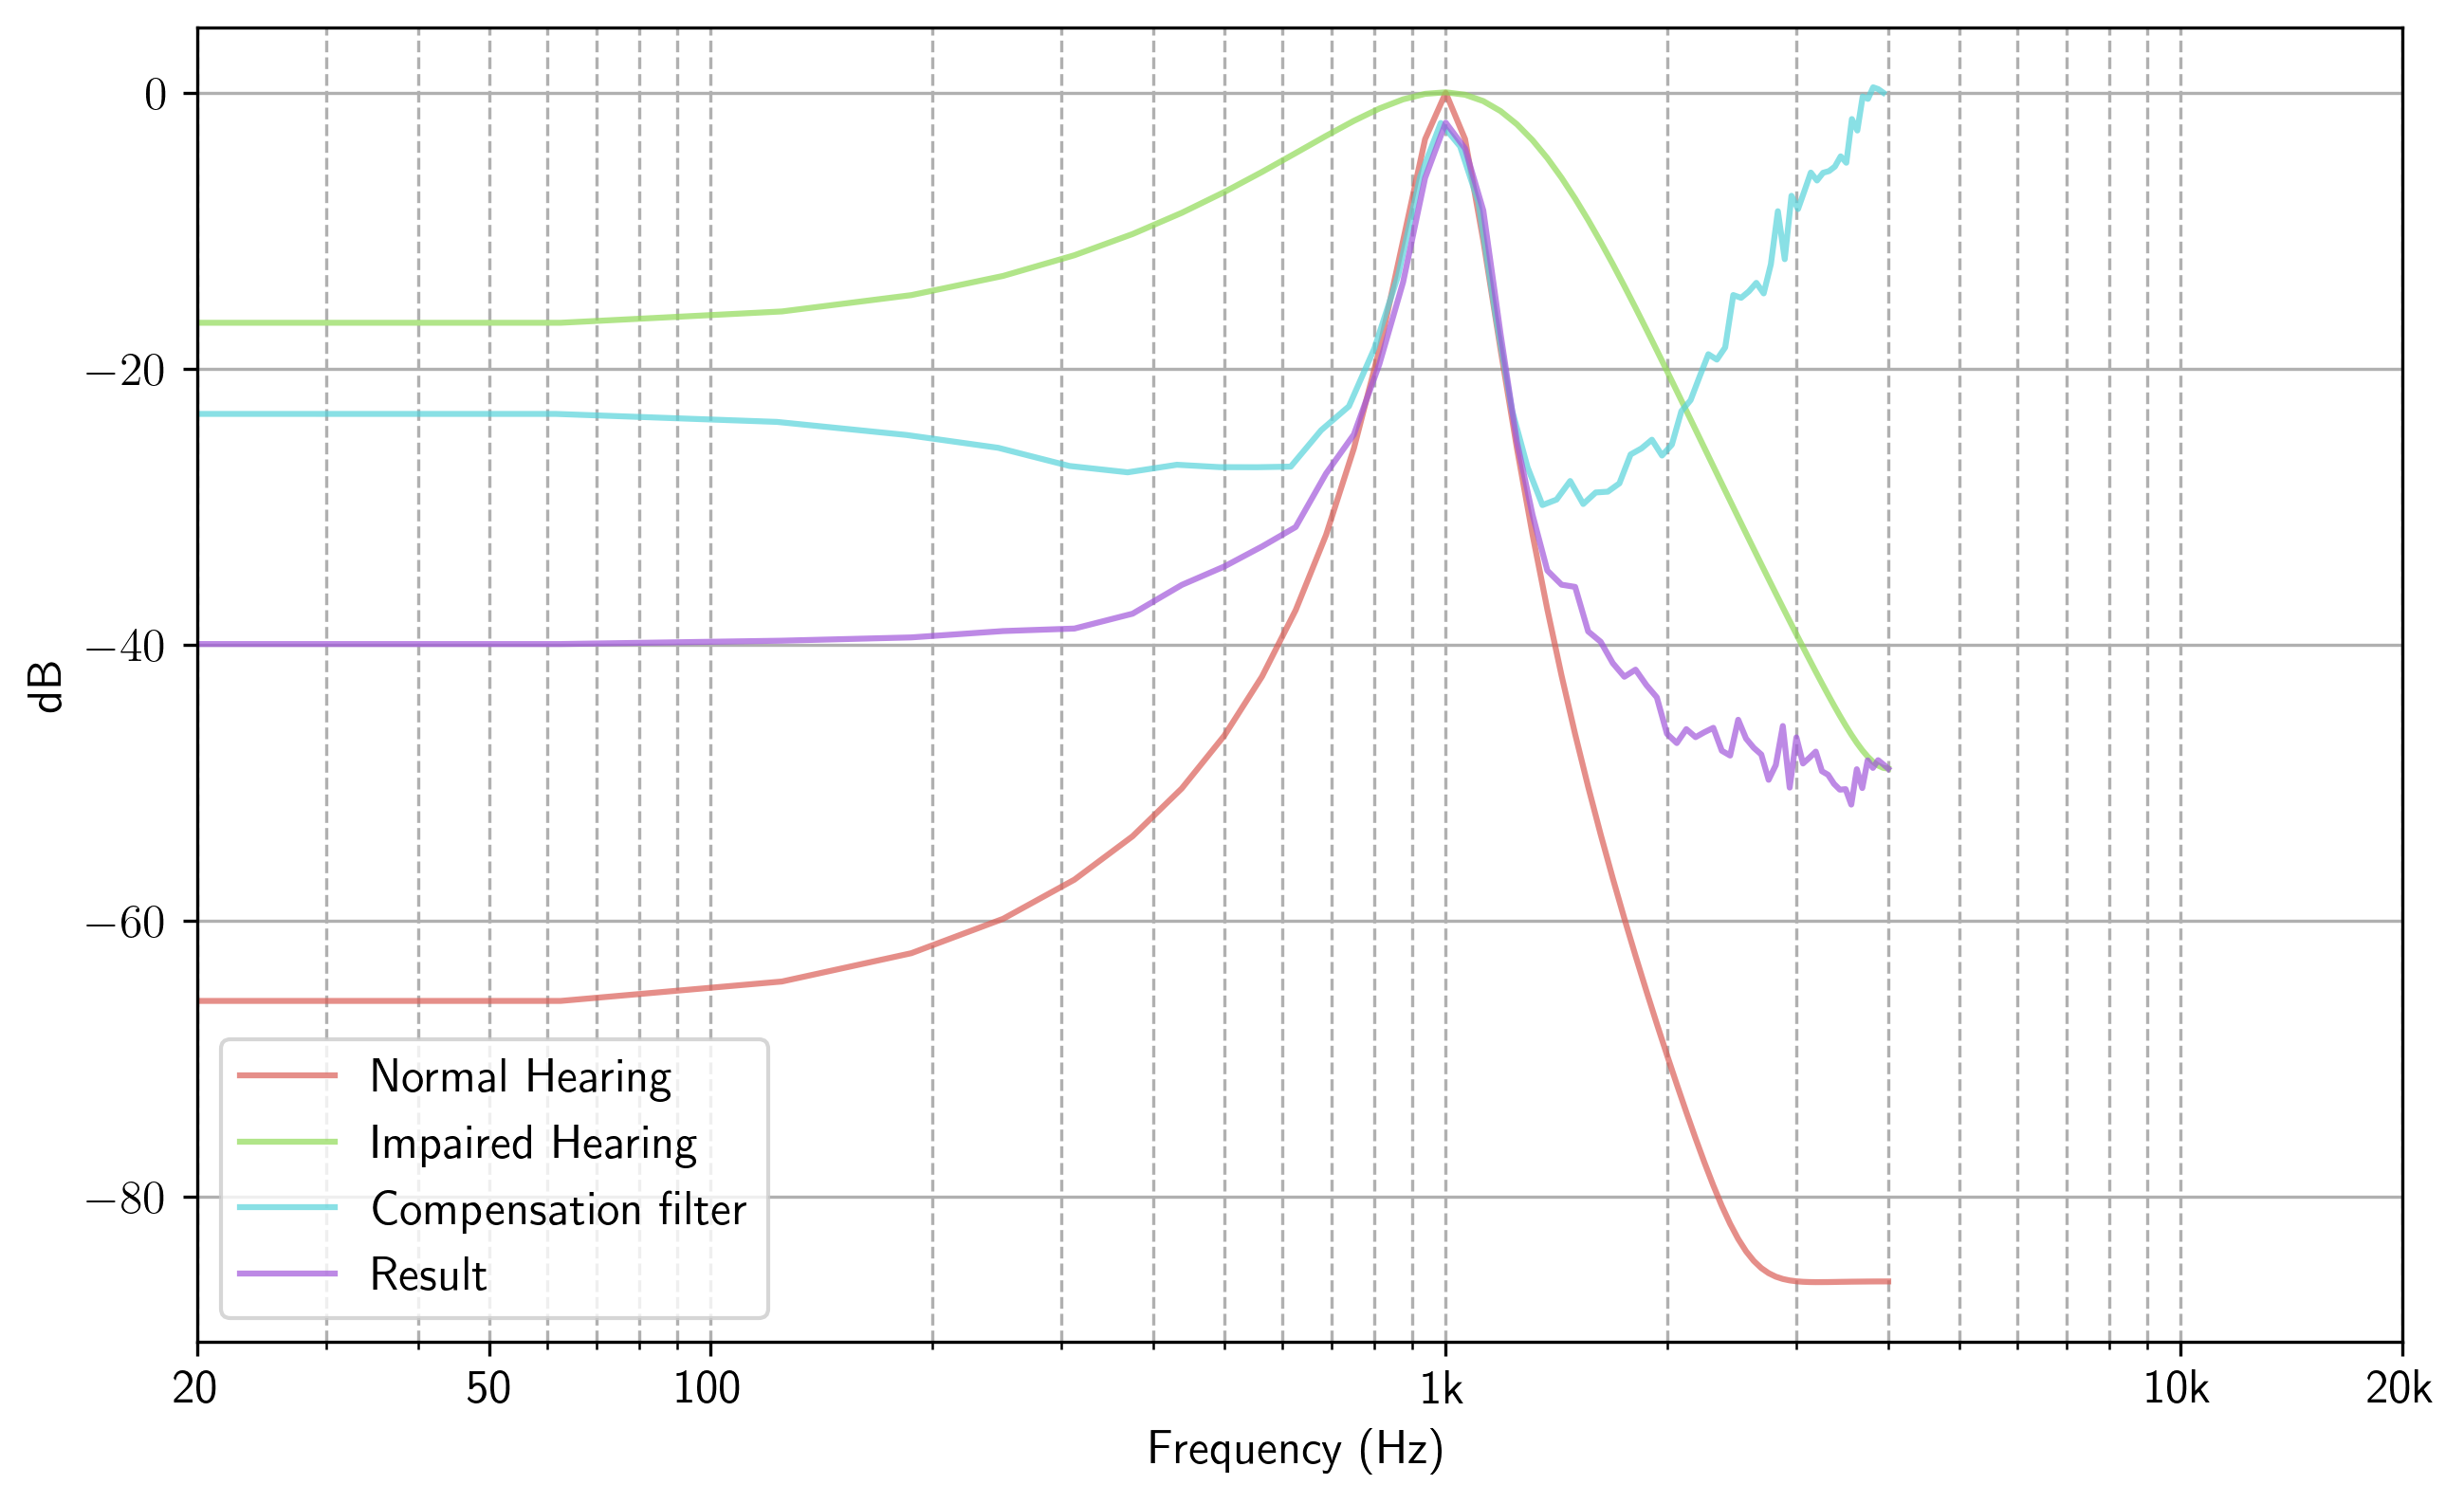 0
−20
−40
−60
−80
dB
Normal Hearing
Impaired Hearing
Compensation filter
Result
20 50 100 1k 10k 20k
Frequency (Hz)